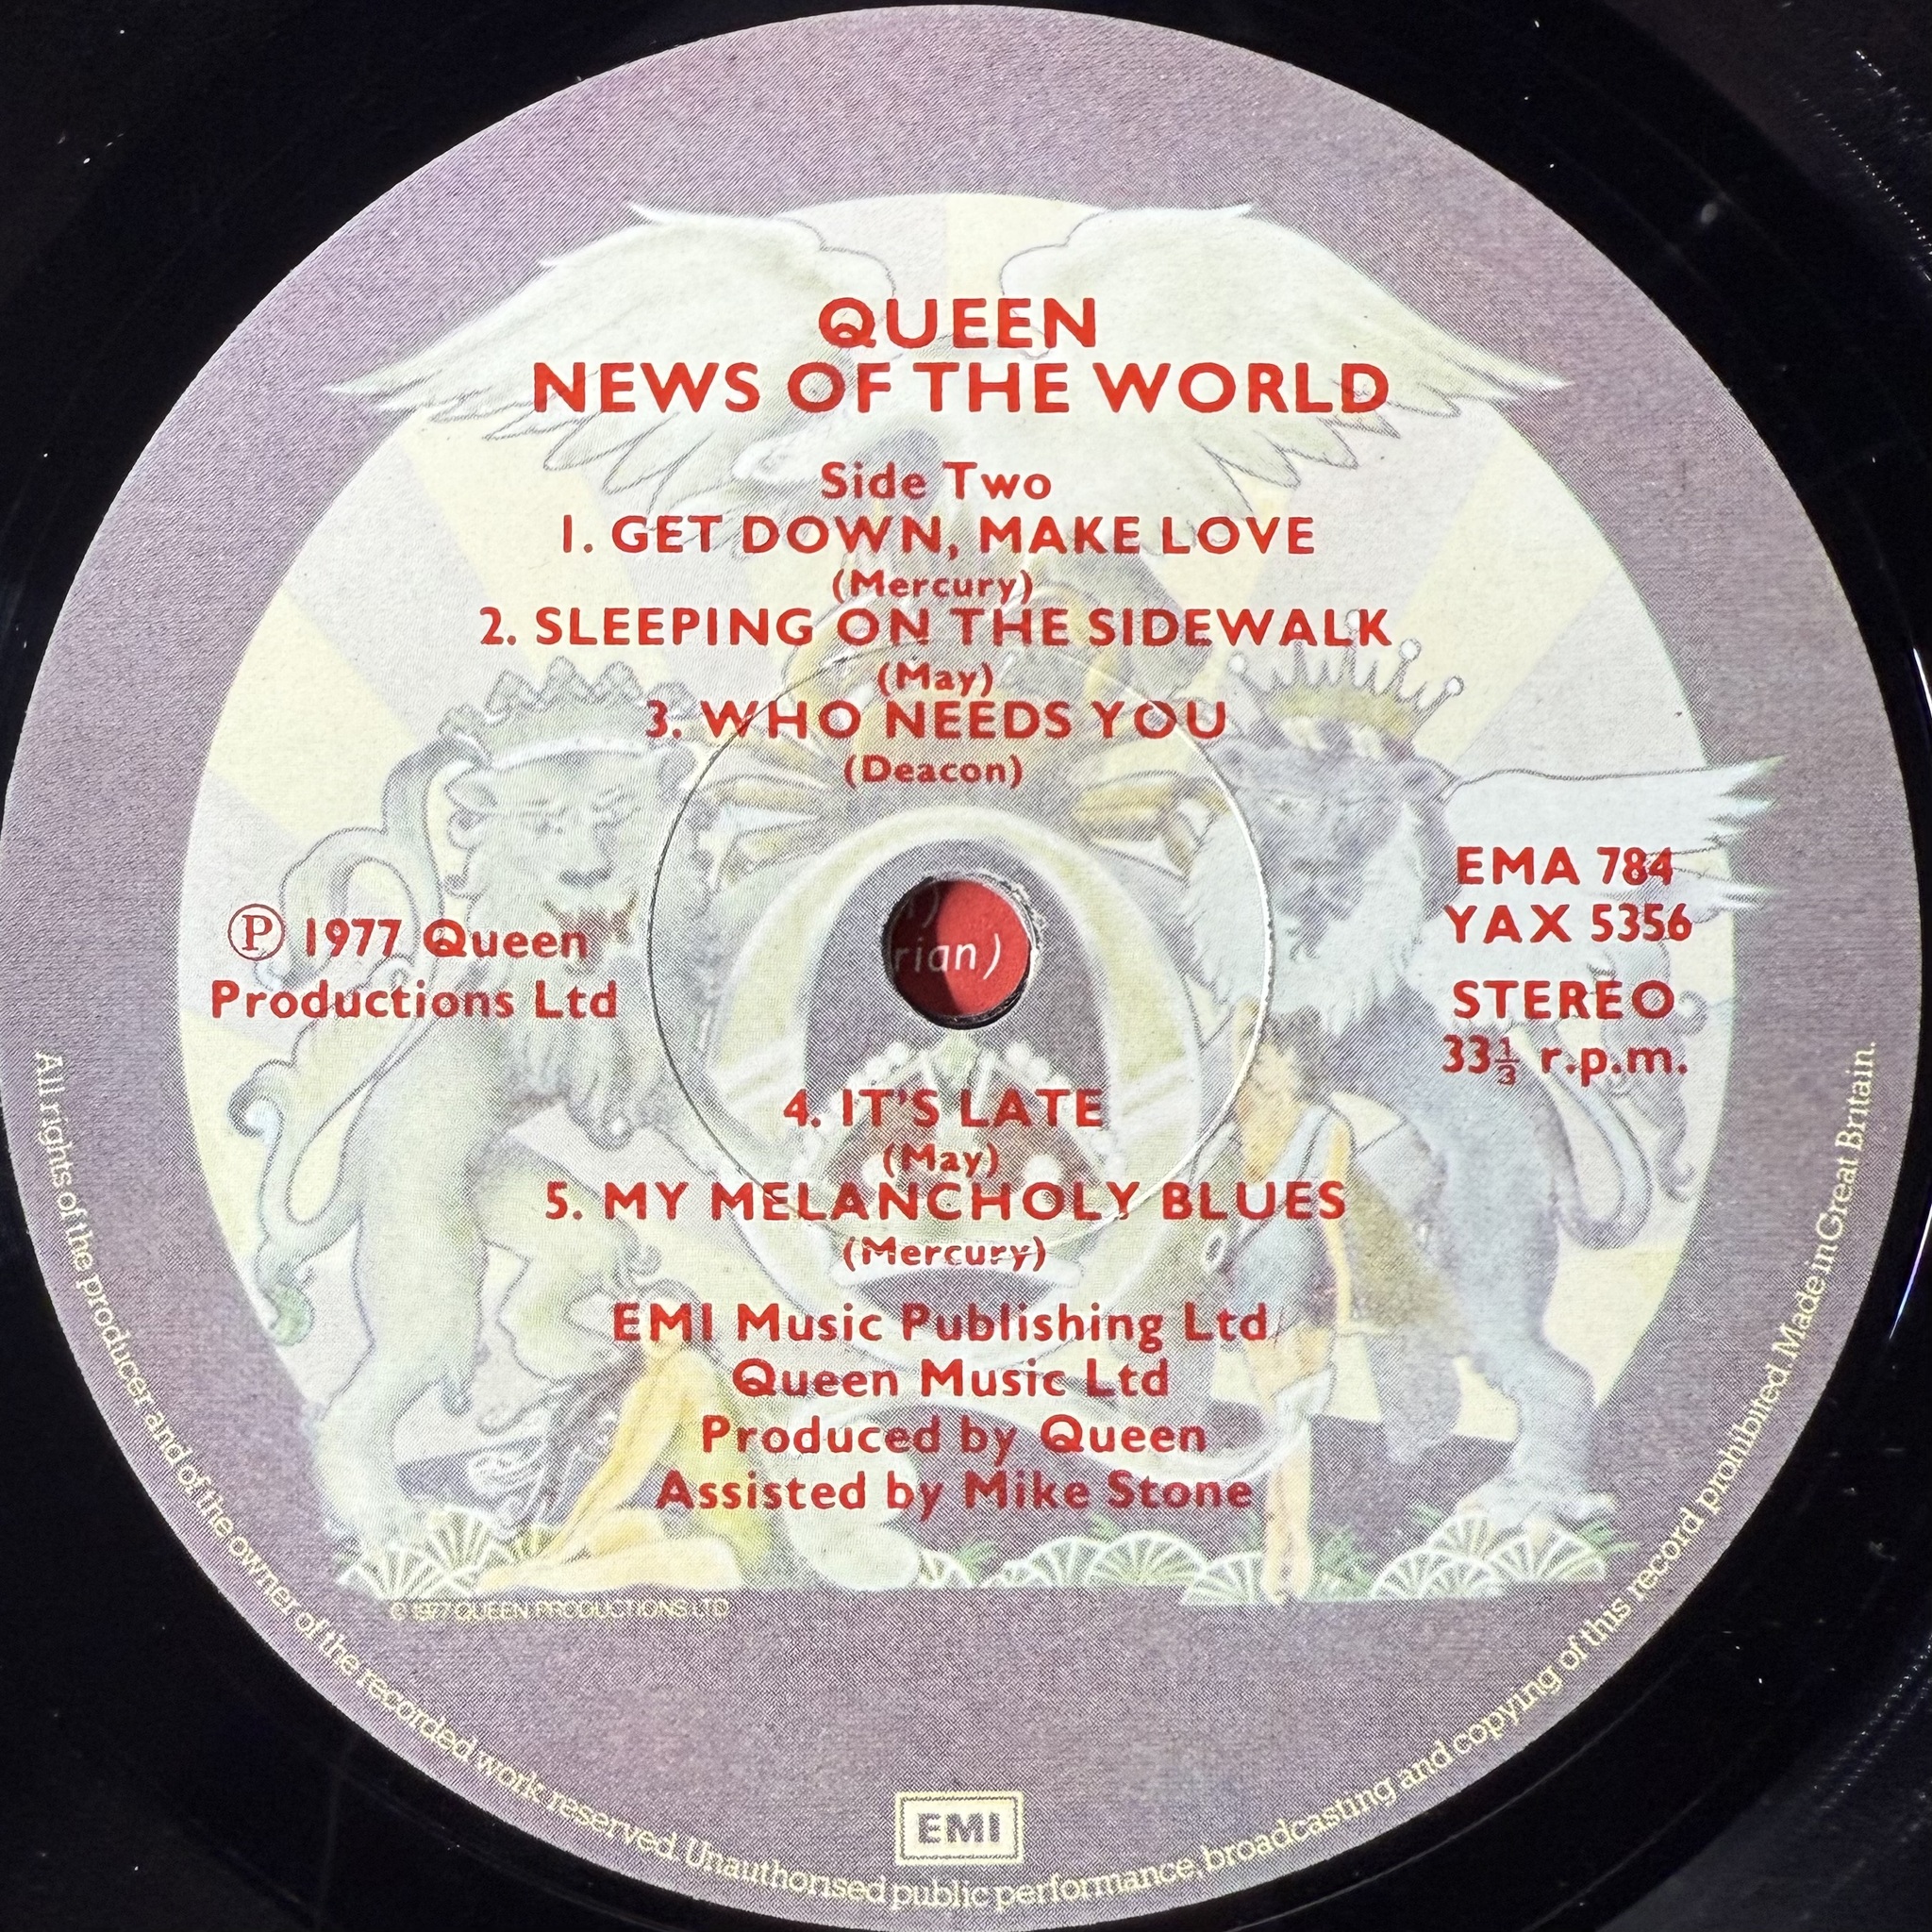 QUEEN
NEWS OF THE WORLD
Side Two
1. GET DOWN, MAKE LOVE
(Mercury)
2. SLEEPING ON THE SIDEWALK
(May)
3. WHO NEEDS YOU
(Deacon)
Ⓟ 1977 Queen
Productions Ltd
rian)
EMA 784
YAX 5356
STEREO
33⅓ r.p.m.
4. IT'S LATE
(May)
5. MY MELANCHOLY BLUES
(Mercury)
EMI Music Publishing Ltd
Queen Music Ltd
Produced by Queen
Assisted by Mike Stone
© 1977 QUEEN PRODUCTIONS LTD
All rights of the producer and of the owner of the recorded work reserved. Unauthorised public performance, broadcasting and copying of this record prohibited. Made in Great Britain.
EMI